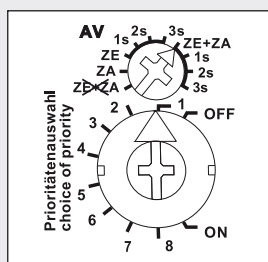 AV
1s 2s 3s
ZE ZE+ZA
ZA 1s
ZE+ZA 2s
3s
Prioritätenauswahl
choice of priority
1
2
3
4
5
6
7
8
OFF
ON